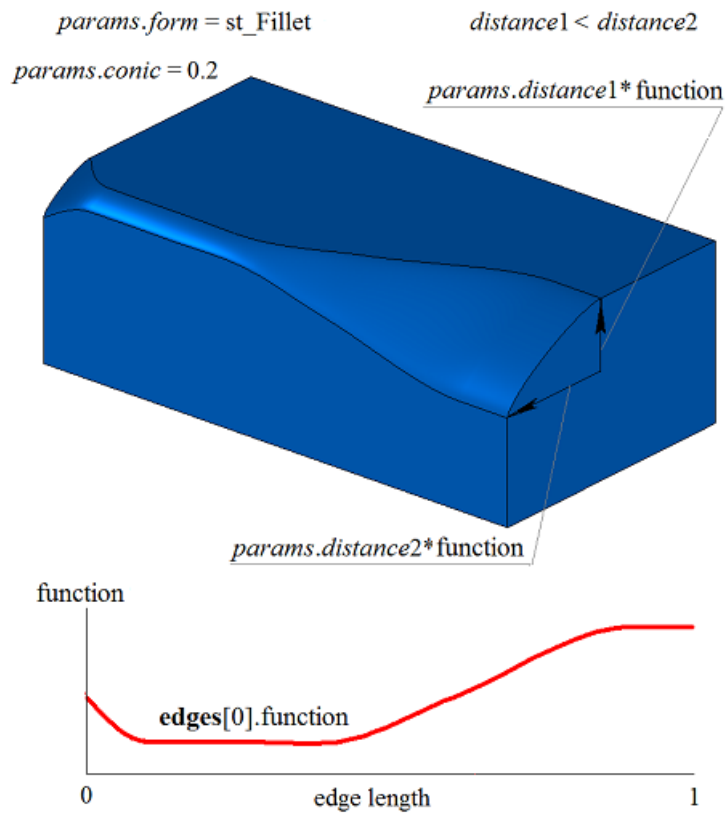 params.form = st_Fillet
distance1 < distance2
params.conic = 0.2
params.distance1* function
params.distance2* function
function
edges[0].function
0
edge length
1